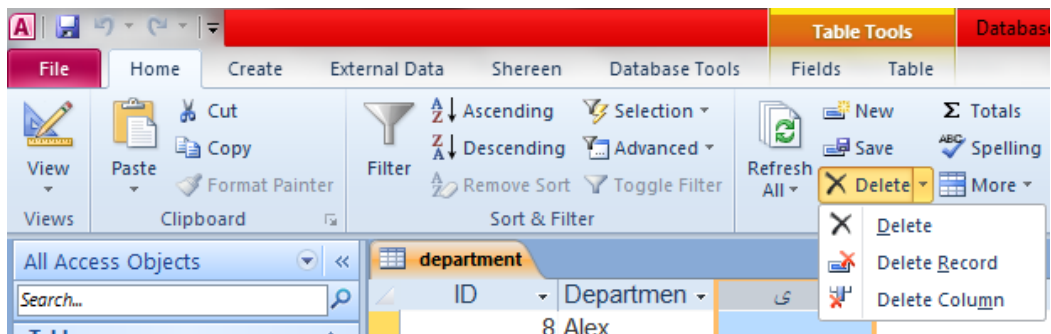 A
Table Tools Databas
File Home Create External Data Shereen Database Tools Fields Table
View
Views
Paste
Cut
Copy
Format Painter
Clipboard
Filter
A Z Ascending
Z A Descending
A Z Remove Sort
Selection
Advanced
Toggle Filter
Sort & Filter
Refresh
All
New
Save
Delete
Σ Totals
ABC Spelling
More
Delete
Delete Record
Delete Column
All Access Objects
Search...
department
ID Departmen ى
8 Alex